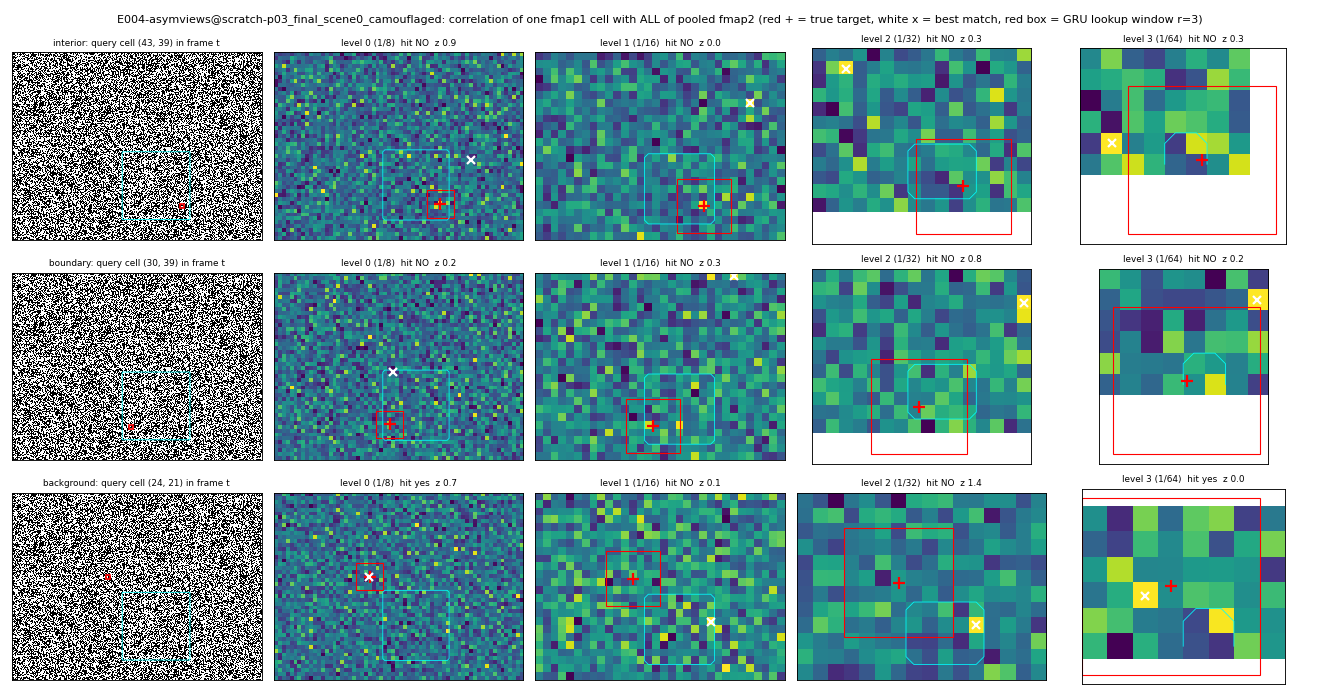 E004-asymviews@scratch-p03_final_scene0_camouflaged: correlation of one fmap1 cell with ALL of pooled fmap2 (red + = true target, white x = best match, red box = GRU lookup window r=3)
interior: query cell (43, 39) in frame t
level 0 (1/8)  hit NO  z 0.9
level 1 (1/16)  hit NO  z 0.0
level 2 (1/32)  hit NO  z 0.3
level 3 (1/64)  hit NO  z 0.3
boundary: query cell (30, 39) in frame t
level 0 (1/8)  hit NO  z 0.2
level 1 (1/16)  hit NO  z 0.3
level 2 (1/32)  hit NO  z 0.8
level 3 (1/64)  hit NO  z 0.2
background: query cell (24, 21) in frame t
level 0 (1/8)  hit yes  z 0.7
level 1 (1/16)  hit NO  z 0.1
level 2 (1/32)  hit NO  z 1.4
level 3 (1/64)  hit yes  z 0.0